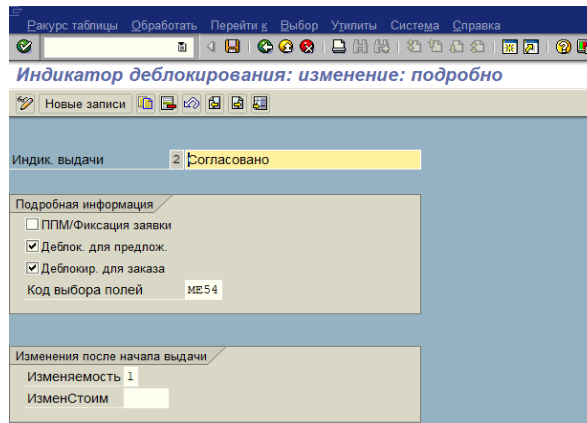 Ракурс таблицы Обработать Перейти к Выбор Утилиты Система Справка
Индикатор деблокирования: изменение: подробно
Новые записи
Индик. выдачи 2 Согласовано
Подробная информация
ППМ/Фиксация заявки
Деблок. для предлож.
Деблокир. для заказа
Код выбора полей ME54
Изменения после начала выдачи
Изменяемость 1
ИзменСтоим